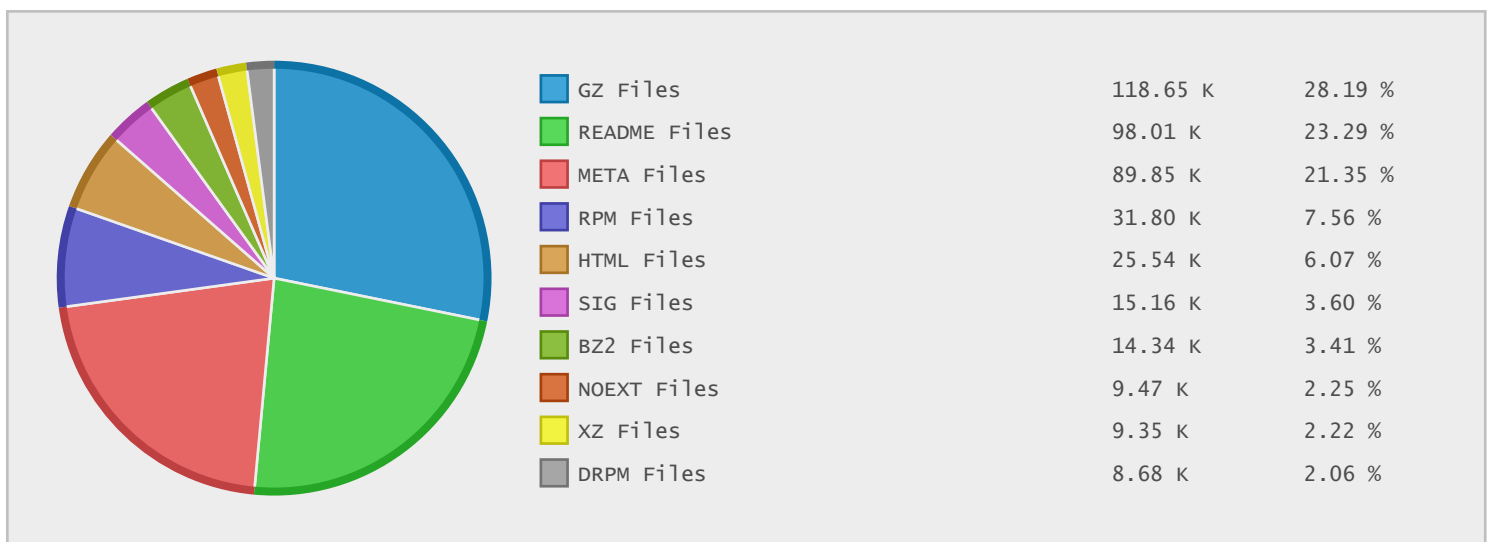 GZ Files 118.65 K 28.19 %
README Files 98.01 K 23.29 %
META Files 89.85 K 21.35 %
RPM Files 31.80 K 7.56 %
HTML Files 25.54 K 6.07 %
SIG Files 15.16 K 3.60 %
BZ2 Files 14.34 K 3.41 %
NOEXT Files 9.47 K 2.25 %
XZ Files 9.35 K 2.22 %
DRPM Files 8.68 K 2.06 %